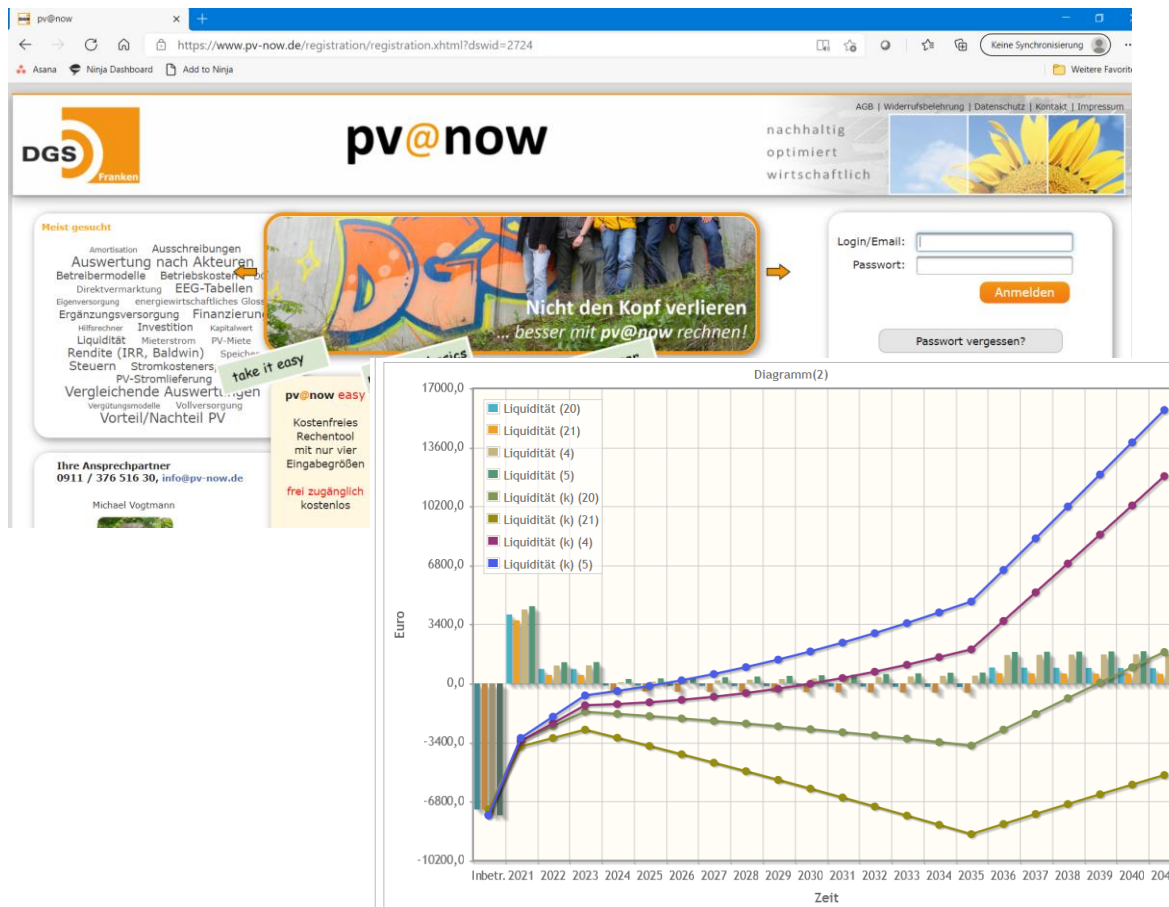 pv@now
https://www.pv-now.de/registration/registration.xhtml?dswid=2724
Keine Synchronisierung
Asana Ninja Dashboard Add to Ninja
Weitere Favorite
AGB | Widerrufsbelehrung | Datenschutz | Kontakt | Impressum
DGS
Franken
pv@now
nachhaltig
optimiert
wirtschaftlich
Meist gesucht
Amortisation Ausschreibungen
Auswertung nach Akteuren
Betreibermodelle Betriebskosten
Direktvermarktung EEG-Tabellen
Eigenversorgung energiewirtschaftliches Gloss
Ergänzungsversorgung Finanzierun
Hilfsrechner Investition Kapitalwert
Liquidität Mieterstrom PV-Miete
Rendite (IRR, Baldwin) Speicher
Steuern Stromkosteners
PV-Stromlieferung
Vergleichende Auswertungen
Vergütungsmodelle Vollversorgung
Vorteil/Nachteil PV
Nicht den Kopf verlieren
... besser mit pv@now rechnen!
Login/Email:
Passwort:
Anmelden
Passwort vergessen?
take it easy
pv@now easy
Kostenfreies
Rechentool
mit nur vier
Eingabegrößen
frei zugänglich
kostenlos
Ihre Ansprechpartner
0911 / 376 516 30, info@pv-now.de
Michael Vogtmann
Diagramm(2)
17000,0
13600,0
10200,0
6800,0
3400,0
0,0
-3400,0
-6800,0
-10200,0
Euro
Liquidität (20)
Liquidität (21)
Liquidität (4)
Liquidität (5)
Liquidität (k) (20)
Liquidität (k) (21)
Liquidität (k) (4)
Liquidität (k) (5)
Inbetr. 2021 2022 2023 2024 2025 2026 2027 2028 2029 2030 2031 2032 2033 2034 2035 2036 2037 2038 2039 2040 204
Zeit